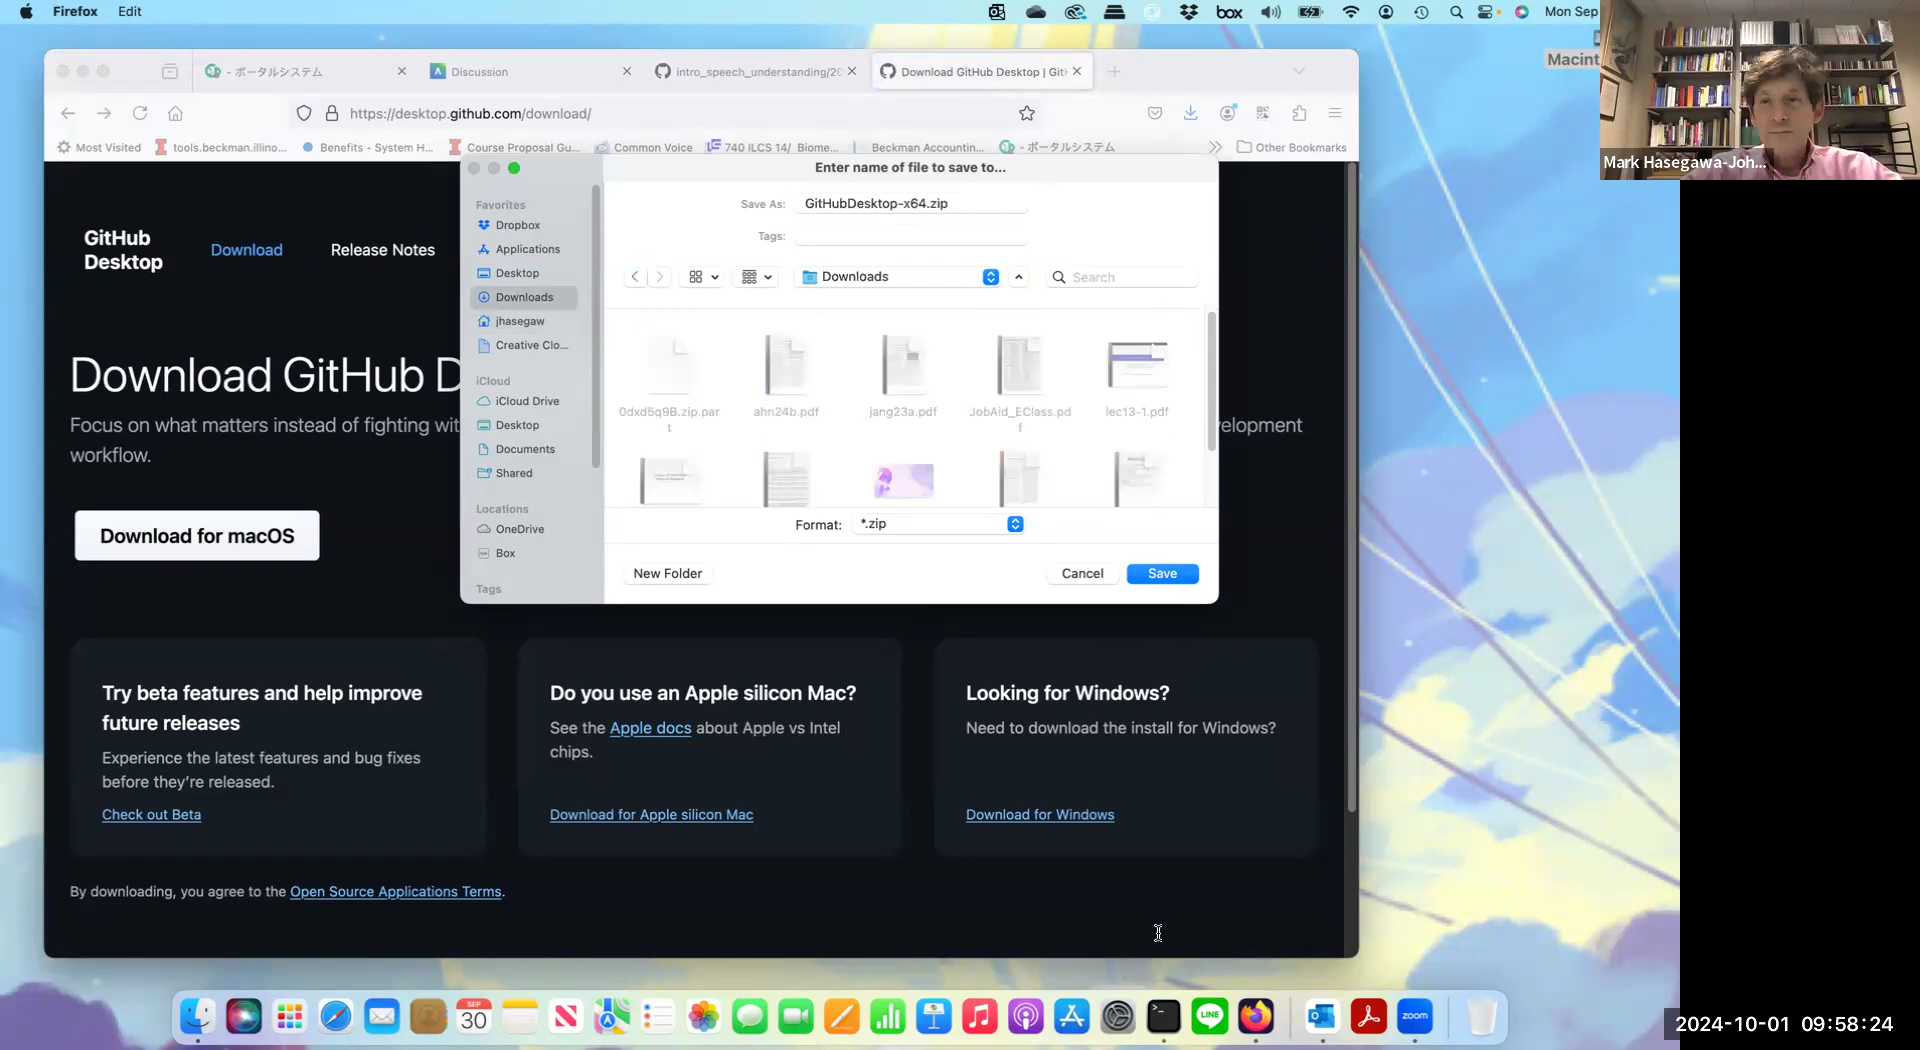 Firefox Edit
box
Mon Sep
Macint
- ポータルシステム
Discussion
intro_speech_understanding/20
Download GitHub Desktop | Git
https://desktop.github.com/download/
Most Visited
tools.beckman.illino...
Benefits - System H...
Course Proposal Gu...
Common Voice
740 ILCS 14/ Biome...
Beckman Accountin...
- ポータルシステム
Other Bookmarks
Mark Hasegawa-Joh...
Enter name of file to save to...
Save As: GitHubDesktop-x64.zip
Tags:
Downloads
Search
Favorites
Dropbox
Applications
Desktop
Downloads
jhasegaw
Creative Clo...
iCloud
iCloud Drive
Desktop
Documents
Shared
Locations
OneDrive
Box
Tags
0dxd5q9B.zip.par
t
ahn24b.pdf
jang23a.pdf
JobAid_EClass.pd
f
lec13-1.pdf
Format: *.zip
New Folder
Cancel
Save
GitHub
Desktop
Download
Release Notes
Download GitHub D
Focus on what matters instead of fighting wit
velopment
workflow.
Download for macOS
Try beta features and help improve
future releases
Experience the latest features and bug fixes
before they're released.
Check out Beta
Do you use an Apple silicon Mac?
See the Apple docs about Apple vs Intel
chips.
Download for Apple silicon Mac
Looking for Windows?
Need to download the install for Windows?
Download for Windows
By downloading, you agree to the Open Source Applications Terms.
SEP
30
LINE
zoom
2024-10-01 09:58:24